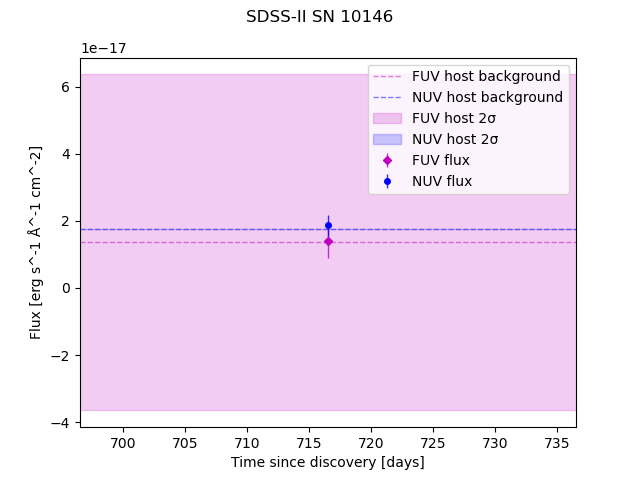 SDSS-II SN 10146
1e−17
FUV host background
NUV host background
FUV host 2σ
NUV host 2σ
FUV flux
NUV flux
6
4
2
0
−2
−4
Flux [erg s^-1 Å^-1 cm^-2]
700 705 710 715 720 725 730 735
Time since discovery [days]